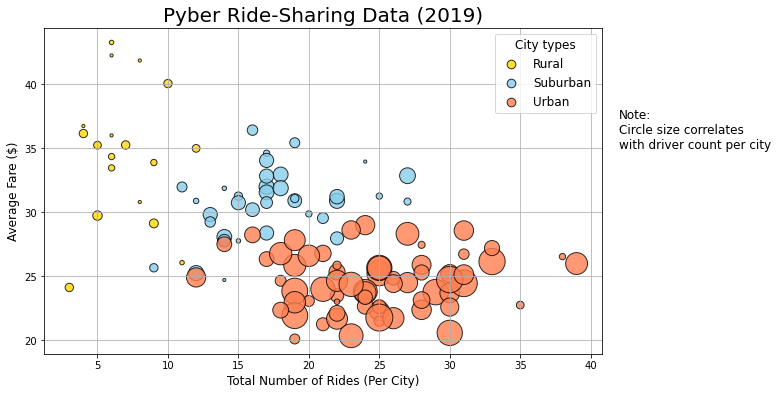 Pyber Ride-Sharing Data (2019)
City types
Rural
Suburban
Urban
Note:
Circle size correlates
with driver count per city
Average Fare ($)
40
35
30
25
20
5
10
15
20
25
30
35
40
Total Number of Rides (Per City)